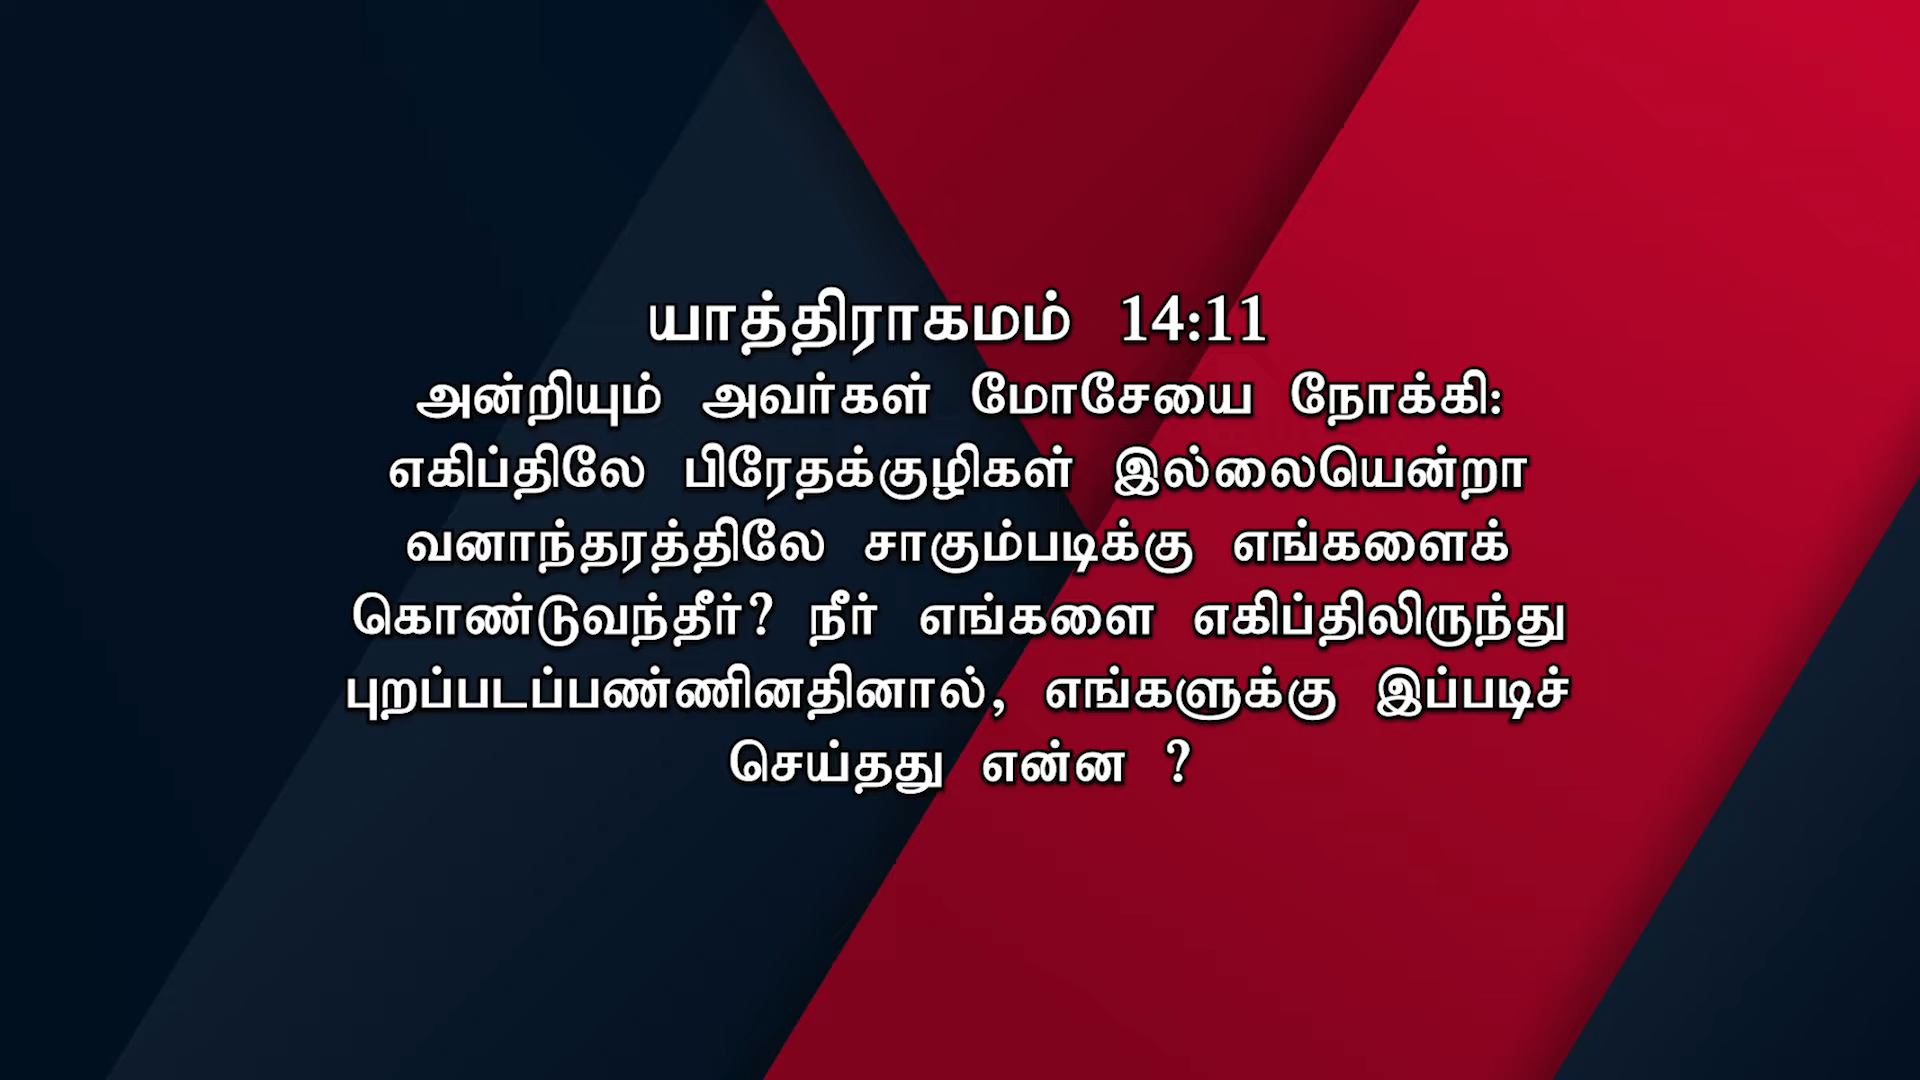 யாத்திராகமம் 14:11
அன்றியும் அவர்கள் மோசேயை நோக்கி:
எகிப்திலே பிரேதக்குழிகள் இல்லையென்றா
வனாந்தரத்திலே சாகும்படிக்கு எங்களைக்
கொண்டுவந்தீர்? நீர் எங்களை எகிப்திலிருந்து
புறப்படப்பண்ணினதினால், எங்களுக்கு இப்படிச்
செய்தது என்ன ?